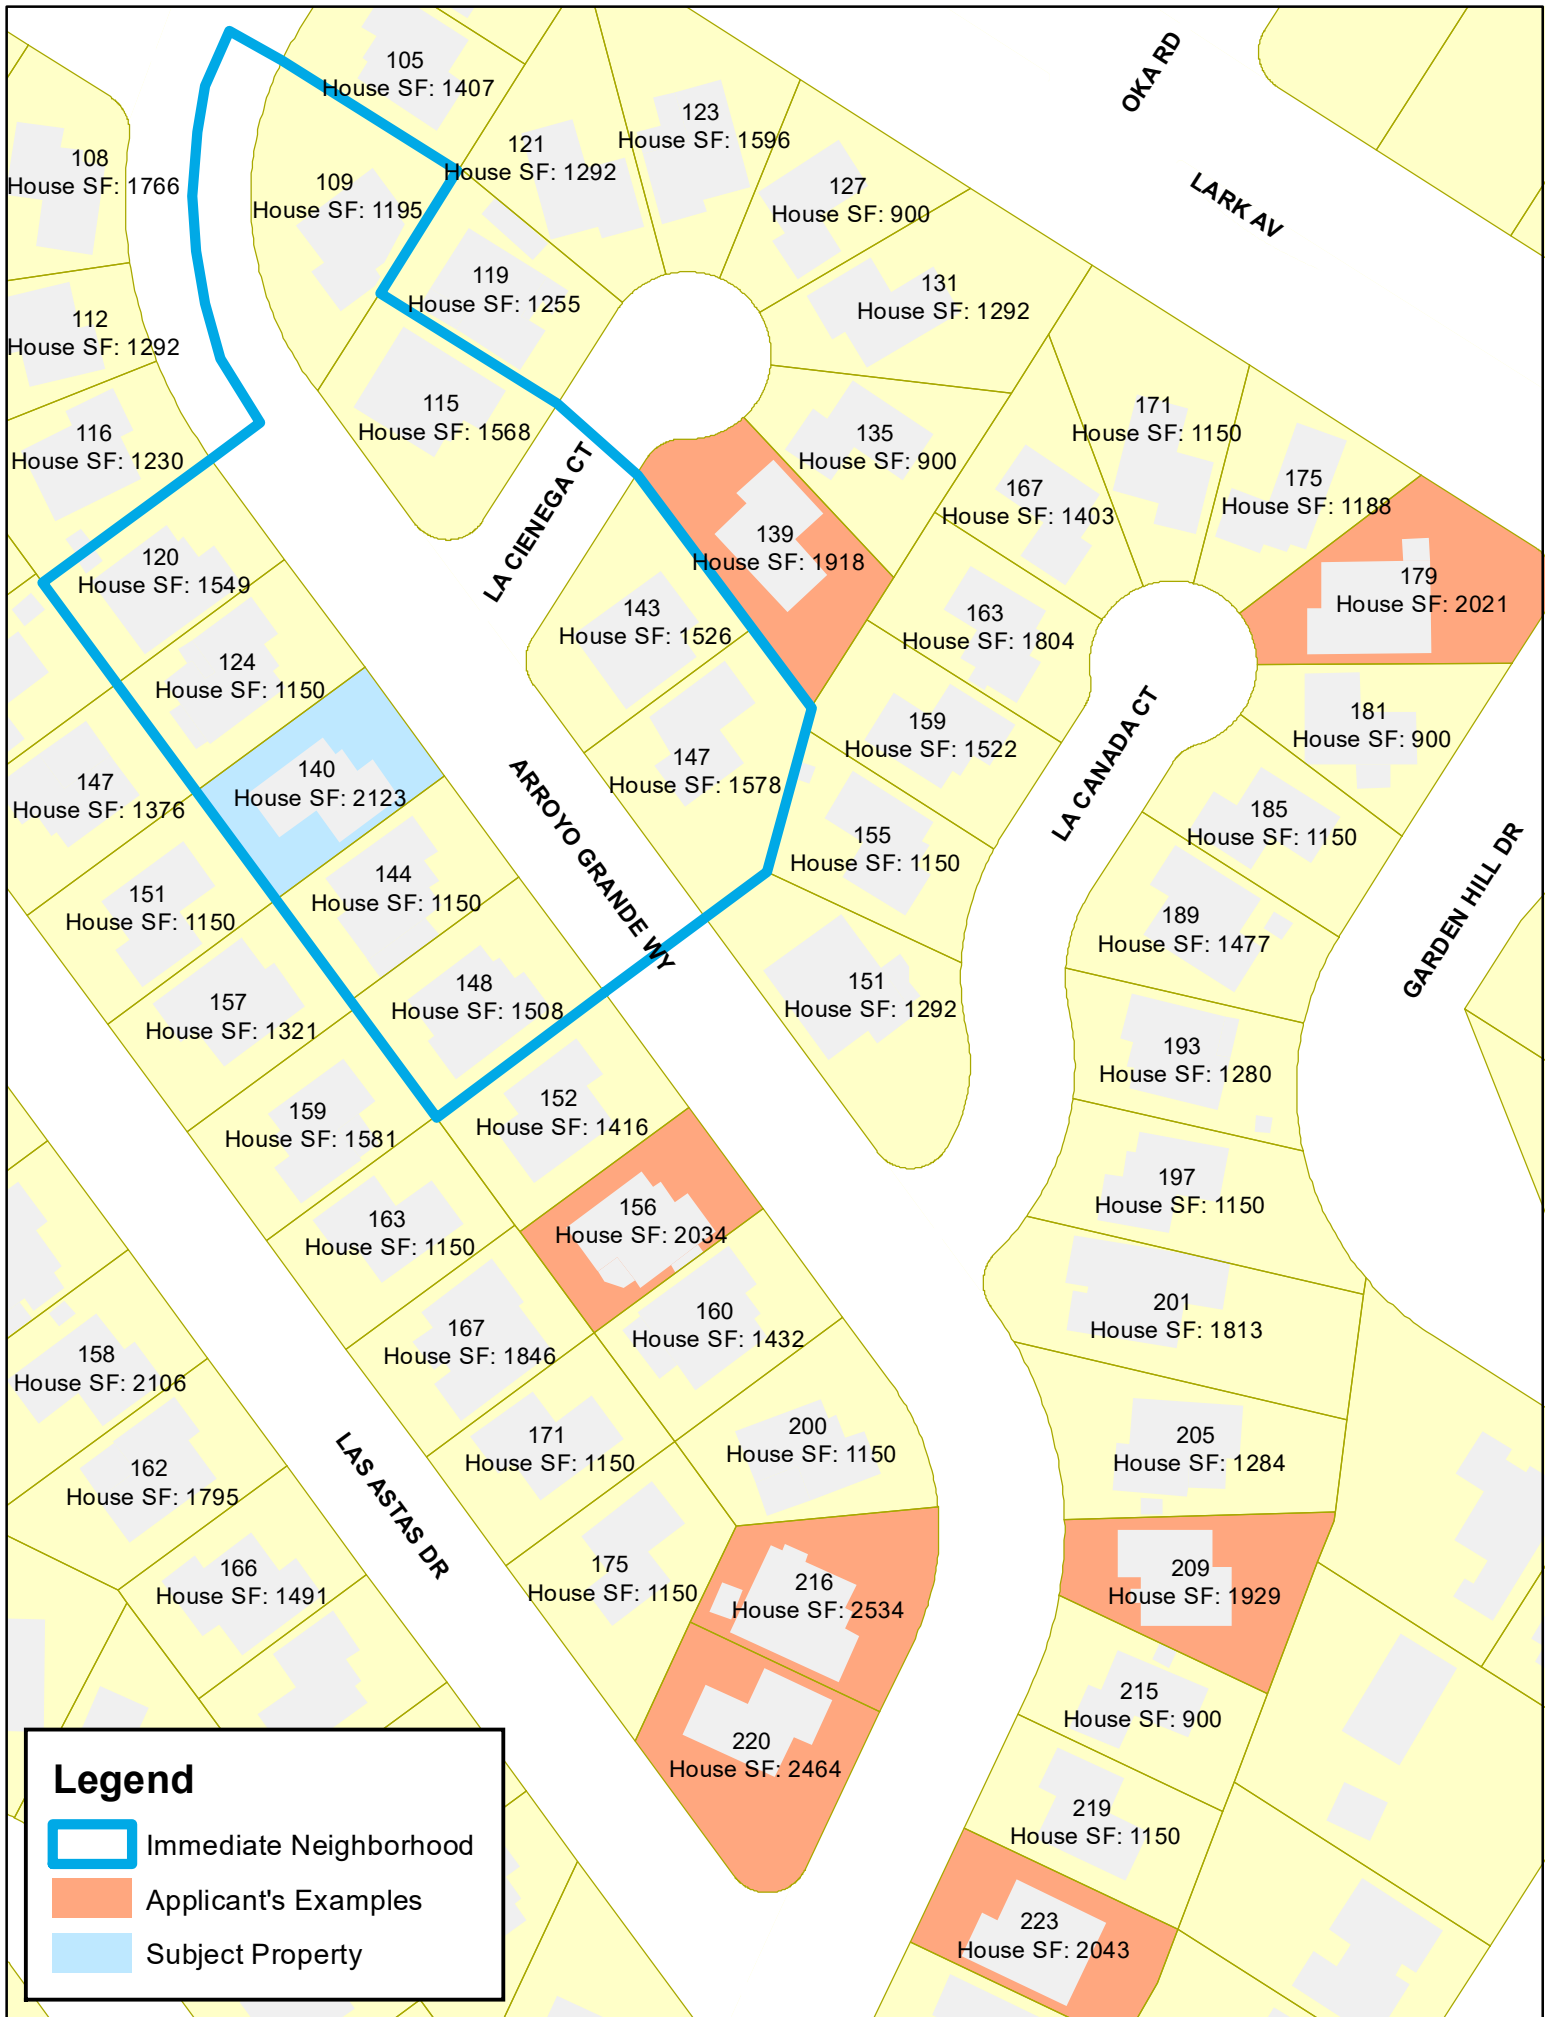 105
House SF: 1407
OKA RD
123
House SF: 1596
121
House SF: 1292
108
House SF: 1766
109
House SF: 1195
127
House SF: 900
LARK AV
119
House SF: 1255
131
House SF: 1292
112
House SF: 1292
115
House SF: 1568
116
House SF: 1230
135
House SF: 900
171
House SF: 1150
167
House SF: 1403
175
House SF: 1188
LA CIENEGA CT
139
House SF: 1918
120
House SF: 1549
179
House SF: 2021
143
House SF: 1526
163
House SF: 1804
124
House SF: 1150
159
House SF: 1522
181
House SF: 900
LA CANADA CT
140
House SF: 2123
147
House SF: 1578
147
House SF: 1376
185
House SF: 1150
155
House SF: 1150
ARROYO GRANDE WY
144
House SF: 1150
151
House SF: 1150
189
House SF: 1477
GARDEN HILL DR
148
House SF: 1508
151
House SF: 1292
157
House SF: 1321
193
House SF: 1280
152
House SF: 1416
159
House SF: 1581
197
House SF: 1150
156
House SF: 2034
163
House SF: 1150
201
House SF: 1813
160
House SF: 1432
167
House SF: 1846
158
House SF: 2106
200
House SF: 1150
171
House SF: 1150
205
House SF: 1284
162
House SF: 1795
LAS ASTAS DR
175
House SF: 1150
166
House SF: 1491
216
House SF: 2534
209
House SF: 1929
215
House SF: 900
220
House SF: 2464
219
House SF: 1150
223
House SF: 2043
Legend
Immediate Neighborhood
Applicant's Examples
Subject Property